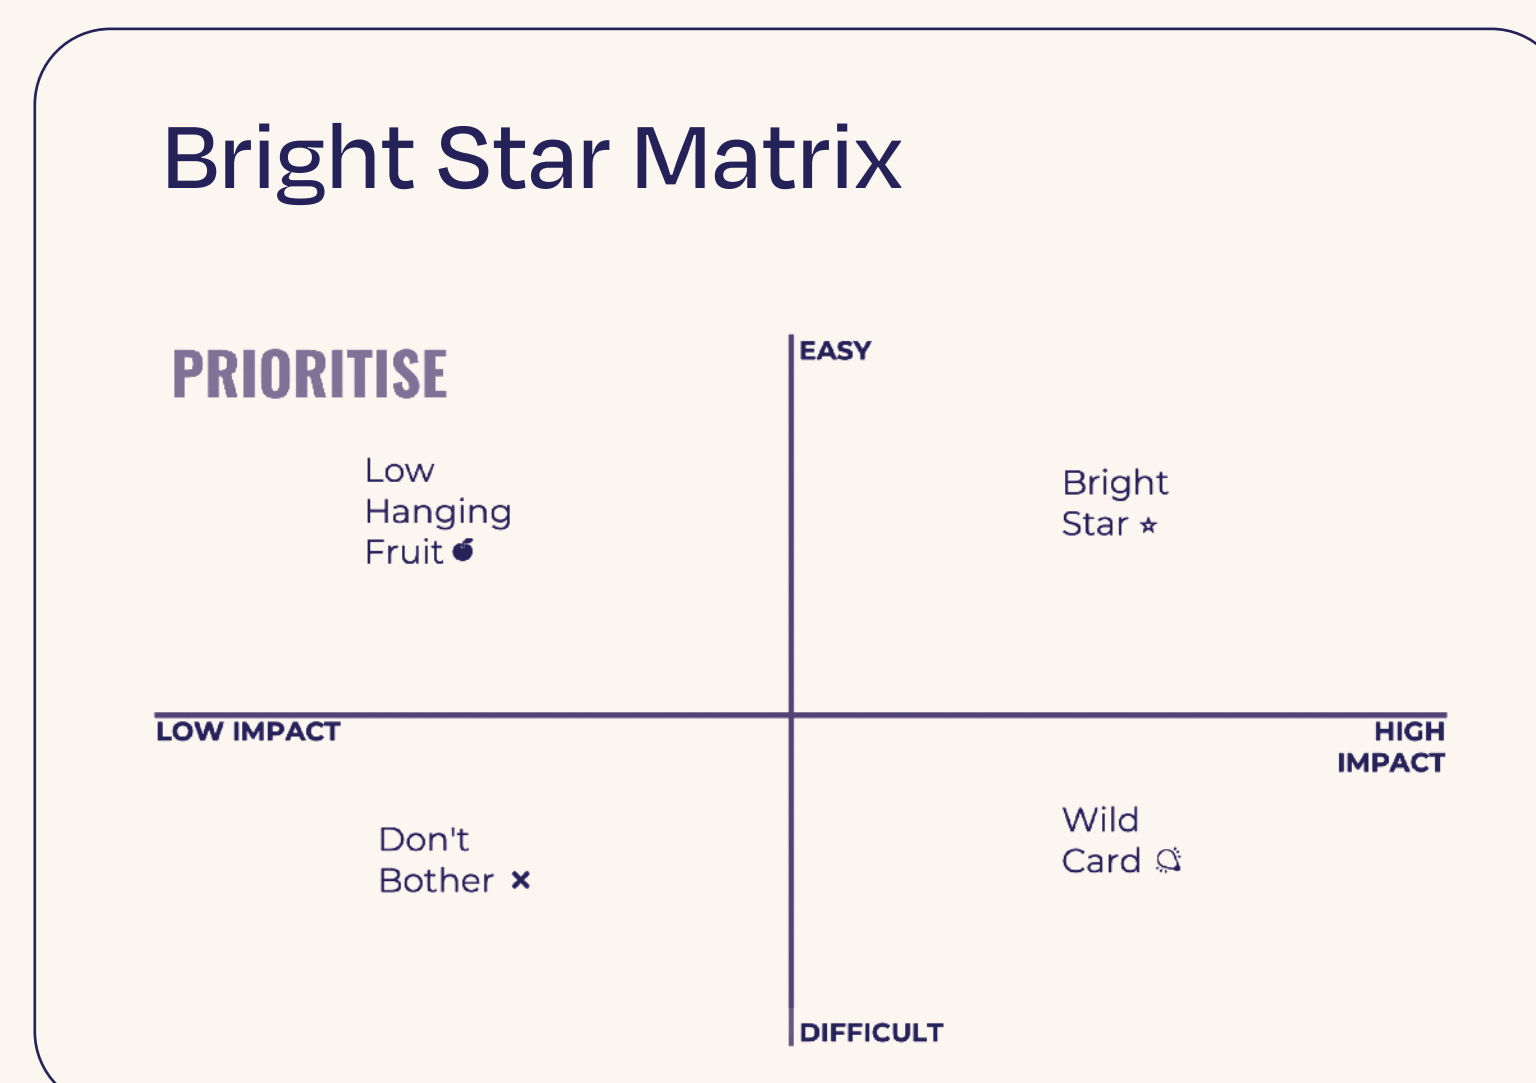 Bright Star Matrix
PRIORITISE
EASY
Low
Hanging
Fruit
Bright
Star
LOW IMPACT
HIGH
IMPACT
Don't
Bother
Wild
Card
DIFFICULT